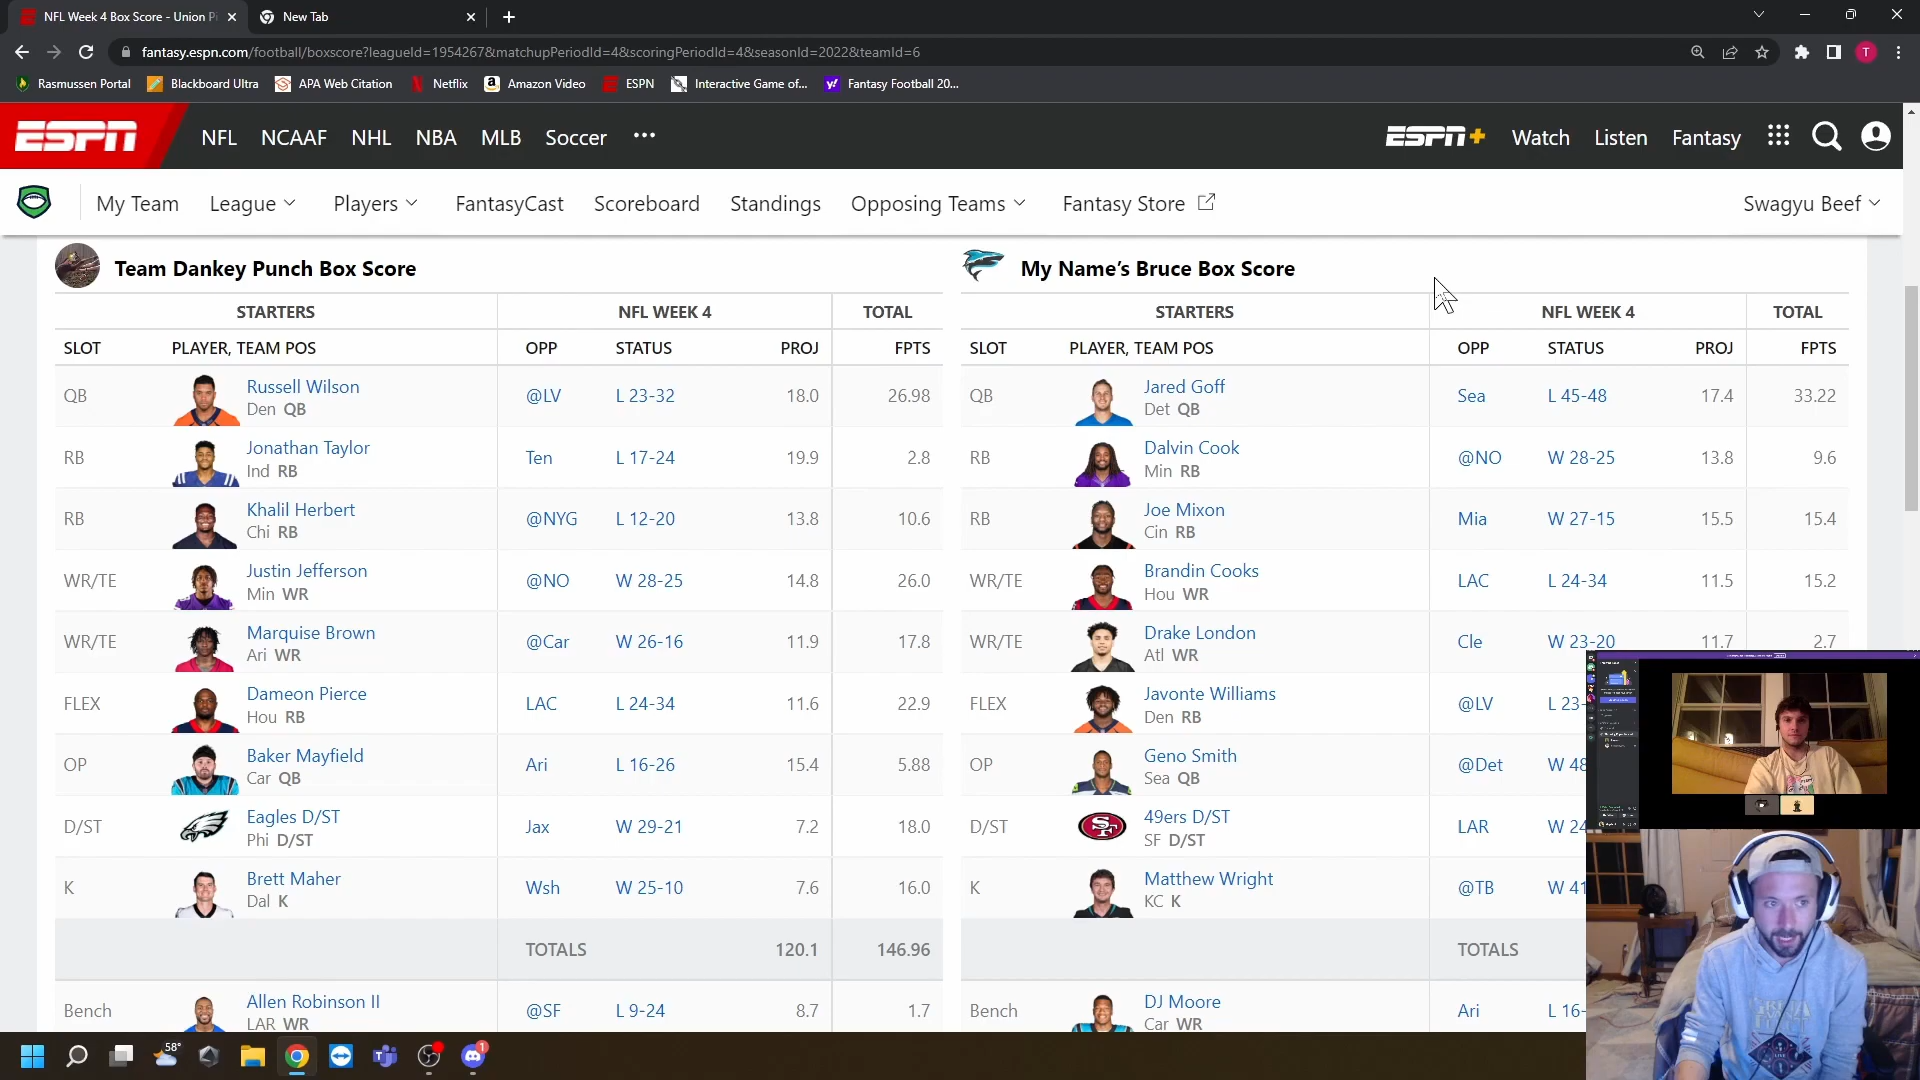 NFL Week 4 Box Score - Union Pi
New Tab
fantasy.espn.com/football/boxscore?leagueId=1954267&matchupPeriodId=4&scoringPeriodId=4&seasonId=2022&teamId=6
T
Rasmussen Portal
Blackboard Ultra
APA Web Citation
Netflix
Amazon Video
ESPN
Interactive Game of...
Fantasy Football 20...
ESPN NFL NCAAF NHL NBA MLB Soccer ESPN+ Watch Listen Fantasy
My Team League Players FantasyCast Scoreboard Standings Opposing Teams Fantasy Store Swagyu Beef
Team Dankey Punch Box Score
STARTERS NFL WEEK 4 TOTAL
SLOT PLAYER, TEAM POS OPP STATUS PROJ FPTS
QB Russell Wilson @LV L 23-32 18.0 26.98
Den QB
RB Jonathan Taylor Ten L 17-24 19.9 2.8
Ind RB
RB Khalil Herbert @NYG L 12-20 13.8 10.6
Chi RB
WR/TE Justin Jefferson @NO W 28-25 14.8 26.0
Min WR
WR/TE Marquise Brown @Car W 26-16 11.9 17.8
Ari WR
FLEX Dameon Pierce LAC L 24-34 11.6 22.9
Hou RB
OP Baker Mayfield Ari L 16-26 15.4 5.88
Car QB
D/ST Eagles D/ST Jax W 29-21 7.2 18.0
Phi D/ST
K Brett Maher Wsh W 25-10 7.6 16.0
Dal K
TOTALS 120.1 146.96
Bench Allen Robinson II @SF L 9-24 8.7 1.7
LAR WR
My Name's Bruce Box Score
STARTERS NFL WEEK 4 TOTAL
SLOT PLAYER, TEAM POS OPP STATUS PROJ FPTS
QB Jared Goff Sea L 45-48 17.4 33.22
Det QB
RB Dalvin Cook @NO W 28-25 13.8 9.6
Min RB
RB Joe Mixon Mia W 27-15 15.5 15.4
Cin RB
WR/TE Brandin Cooks LAC L 24-34 11.5 15.2
Hou WR
WR/TE Drake London Cle W 23-20 11.7 2.7
Atl WR
FLEX Javonte Williams @LV L 23-
Den RB
OP Geno Smith @Det W 48
Sea QB
D/ST 49ers D/ST LAR W 24
SF D/ST
K Matthew Wright @TB W 41
KC K
TOTALS
Bench DJ Moore Ari L 16-
Car WR
58°
1